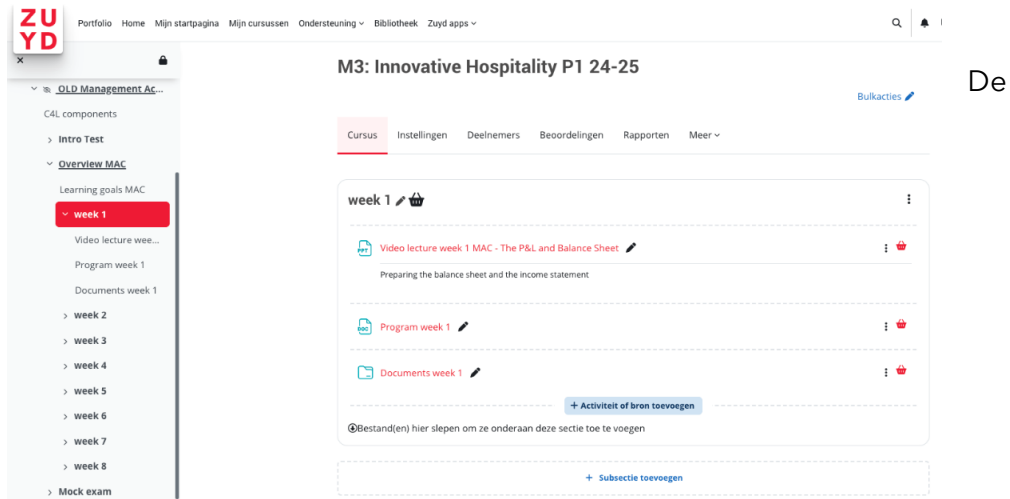 ZU
YD
Portfolio Home Mijn startpagina Mijn cursussen Ondersteuning Bibliotheek Zuyd apps
OLD Management Ac...
C4L components
Intro Test
Overview MAC
Learning goals MAC
week 1
Video lecture wee...
Program week 1
Documents week 1
week 2
week 3
week 4
week 5
week 6
week 7
week 8
Mock exam
M3: Innovative Hospitality P1 24-25
Bulkacties
Cursus Instellingen Deelnemers Beoordelingen Rapporten Meer
week 1
Video lecture week 1 MAC - The P&L and Balance Sheet
Preparing the balance sheet and the income statement
Program week 1
Documents week 1
+ Activiteit of bron toevoegen
Bestand(en) hier slepen om ze onderaan deze sectie toe te voegen
+ Subsectie toevoegen
De